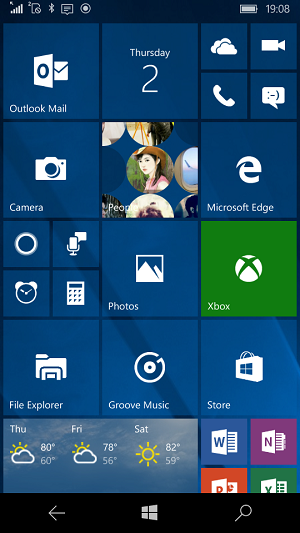 19:08
Outlook Mail
Thursday
2
:-)
Camera
People
Microsoft Edge
Photos
Xbox
File Explorer
Groove Music
Store
Thu
80°
60°
Fri
78°
56°
Sat
82°
59°
W
N
P
X